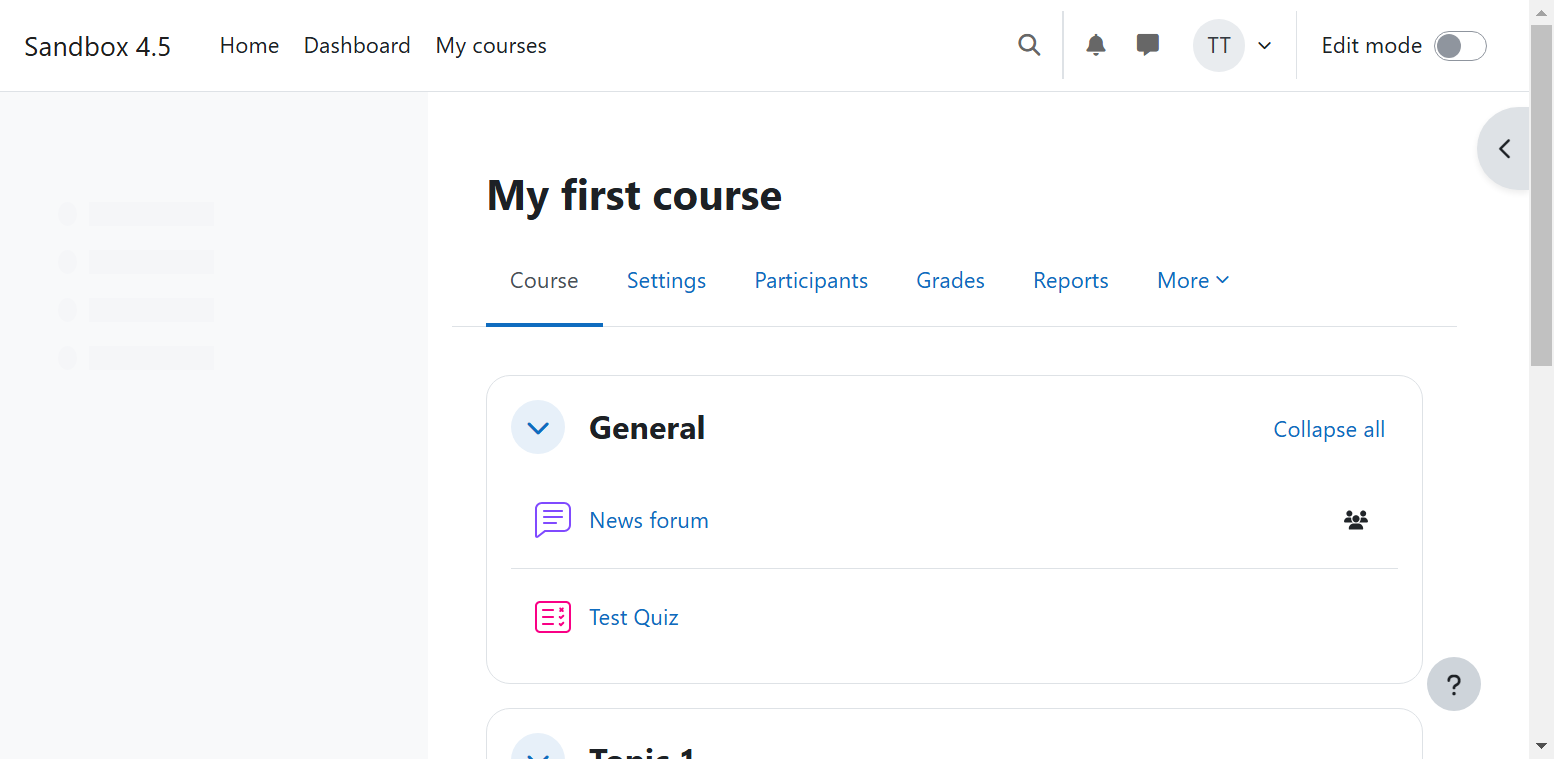 Sandbox 4.5 Home Dashboard My courses TT Edit mode
My first course
Course Settings Participants Grades Reports More
General Collapse all
News forum
Test Quiz
?
Topic 1